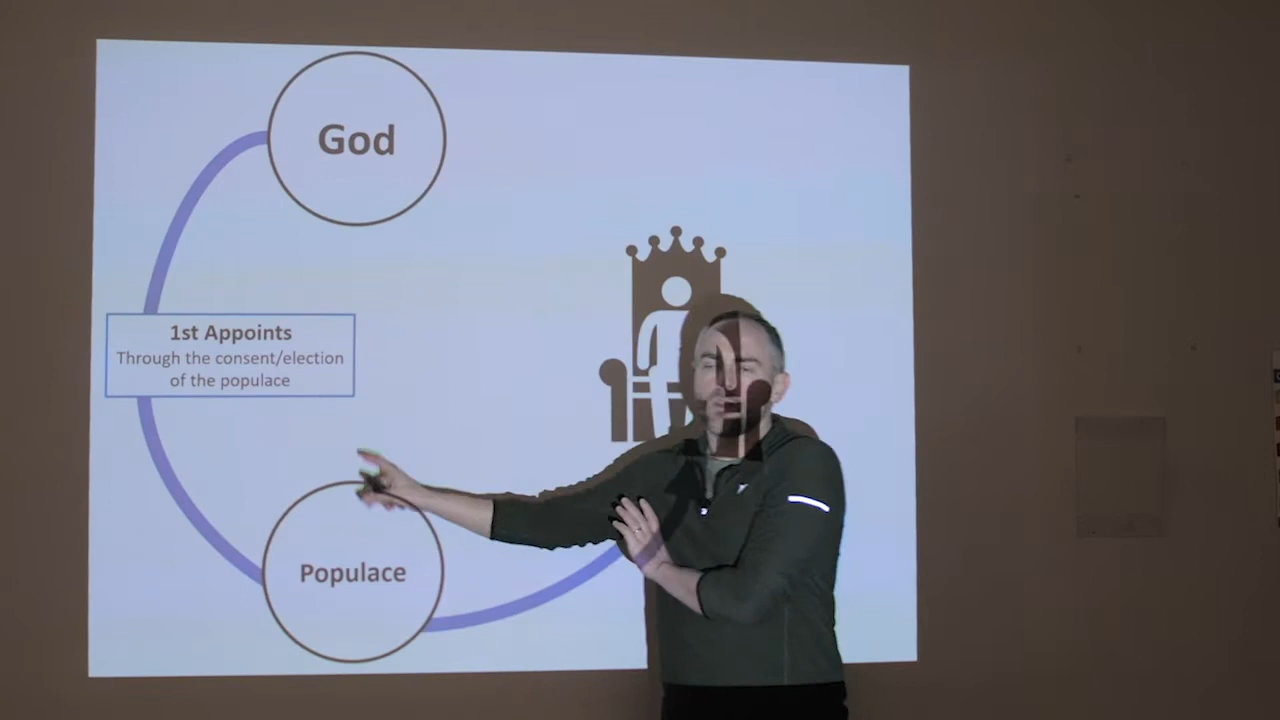 God
1st Appoints
Through the consent/election
of the populace
Populace